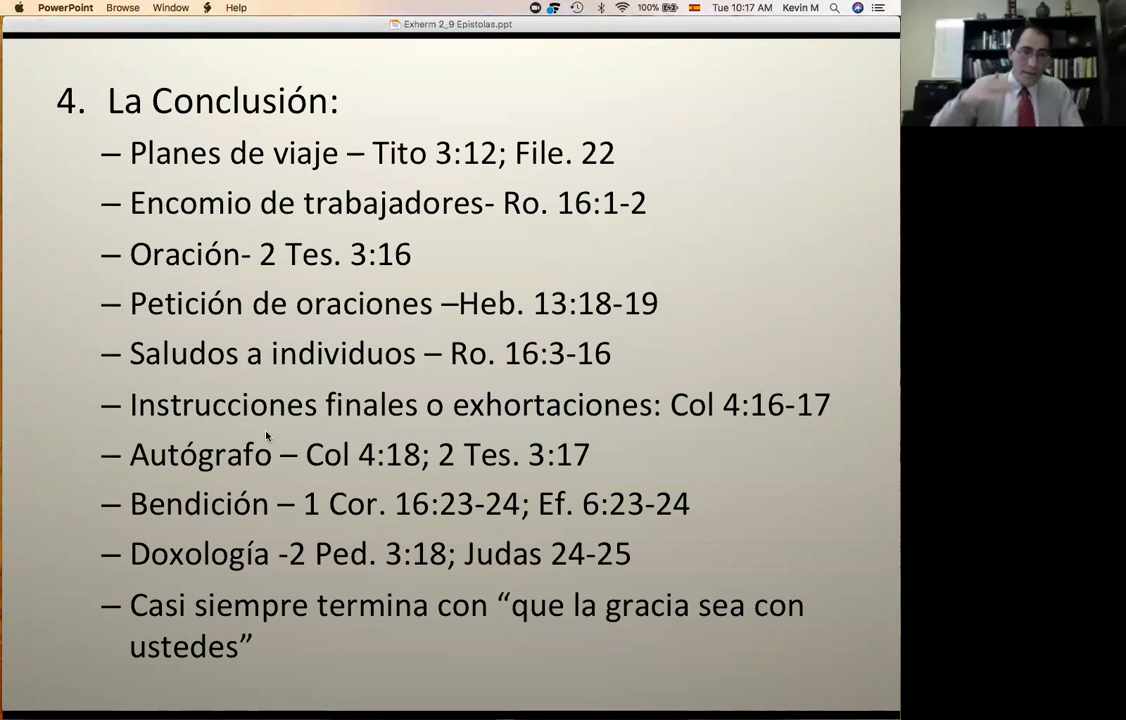 PowerPoint Browse Window Help 100% Tue 10:17 AM Kevin M
Exherm 2_9 Epistolas.ppt
4. La Conclusión:
– Planes de viaje – Tito 3:12; File. 22
– Encomio de trabajadores- Ro. 16:1-2
– Oración- 2 Tes. 3:16
– Petición de oraciones –Heb. 13:18-19
– Saludos a individuos – Ro. 16:3-16
– Instrucciones finales o exhortaciones: Col 4:16-17
– Autógrafo – Col 4:18; 2 Tes. 3:17
– Bendición – 1 Cor. 16:23-24; Ef. 6:23-24
– Doxología -2 Ped. 3:18; Judas 24-25
– Casi siempre termina con “que la gracia sea con
ustedes”